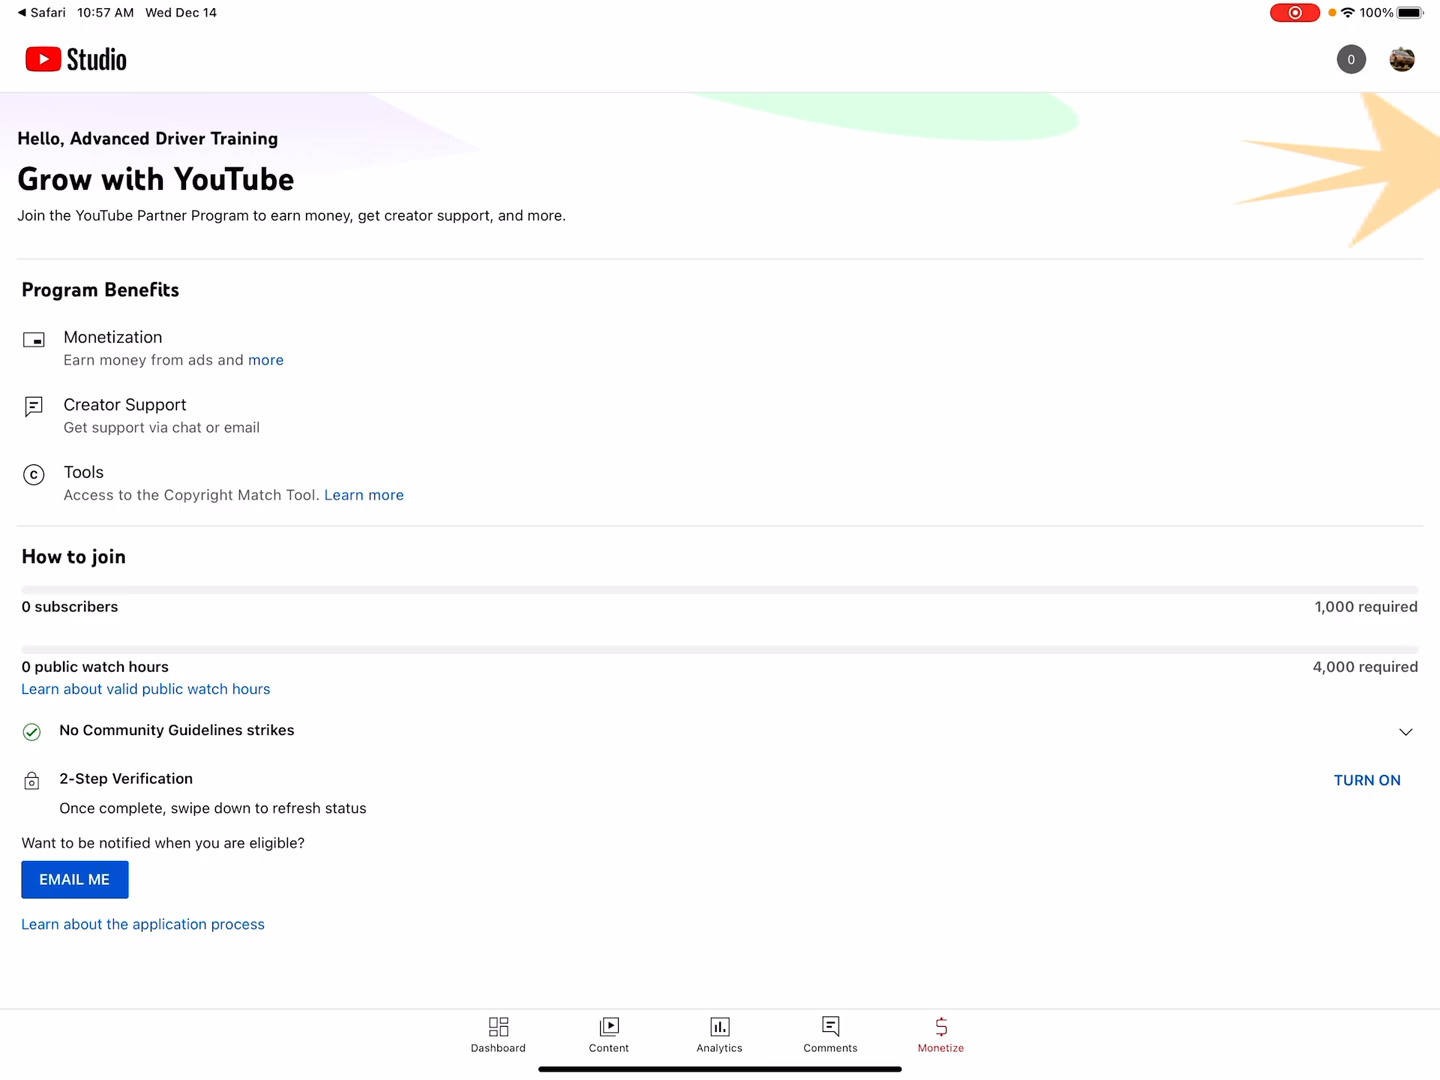 ◀ Safari 10:57 AM Wed Dec 14 100%
Studio 0
Hello, Advanced Driver Training
Grow with YouTube
Join the YouTube Partner Program to earn money, get creator support, and more.
Program Benefits
Monetization
Earn money from ads and more
Creator Support
Get support via chat or email
Tools
Access to the Copyright Match Tool. Learn more
How to join
0 subscribers 1,000 required
0 public watch hours 4,000 required
Learn about valid public watch hours
No Community Guidelines strikes
2-Step Verification TURN ON
Once complete, swipe down to refresh status
Want to be notified when you are eligible?
EMAIL ME
Learn about the application process
Dashboard Content Analytics Comments Monetize